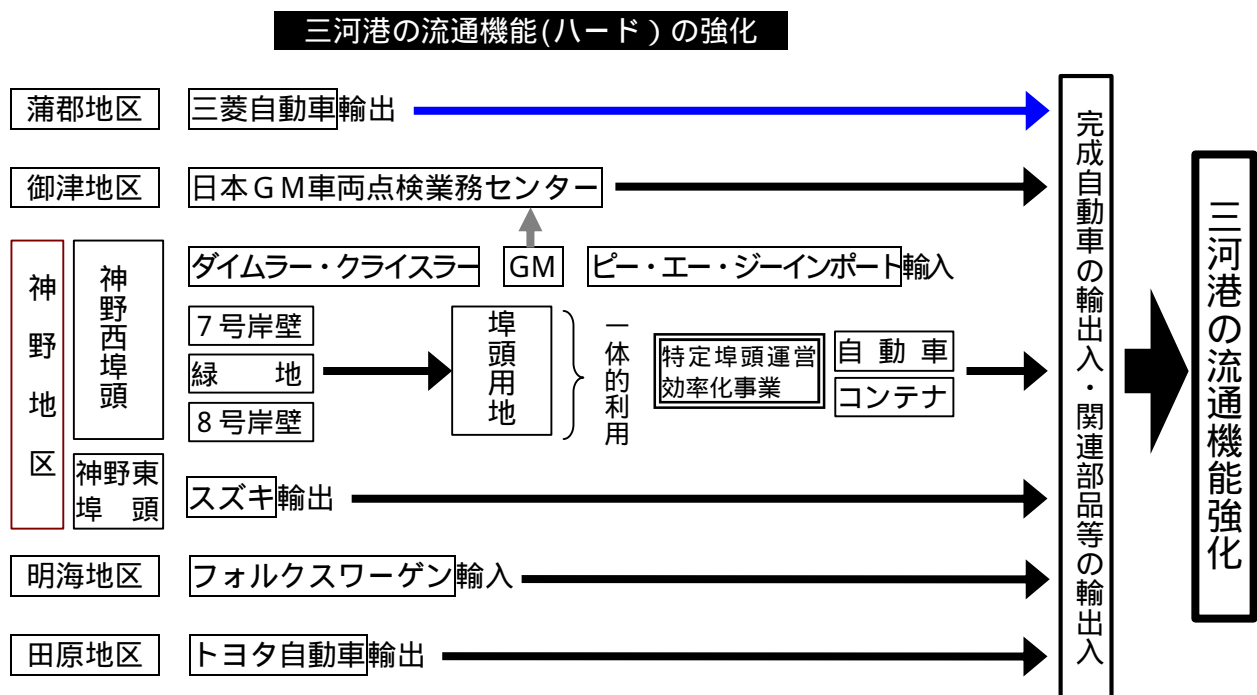 三河港の流通機能(ハード)の強化
蒲郡地区
三菱自動車輸出
御津地区
日本GM車両点検業務センター
神野地区
神野西埠頭
ダイムラー・クライスラー
GM
ピー・エー・ジーインポート輸入
7号岸壁
緑 地
8号岸壁
埠頭用地
一体的利用
特定埠頭運営
効率化事業
自動車
コンテナ
神野東
埠 頭
スズキ輸出
明海地区
フォルクスワーゲン輸入
田原地区
トヨタ自動車輸出
完成自動車の輸出入・関連部品等の輸出入
三河港の流通機能強化